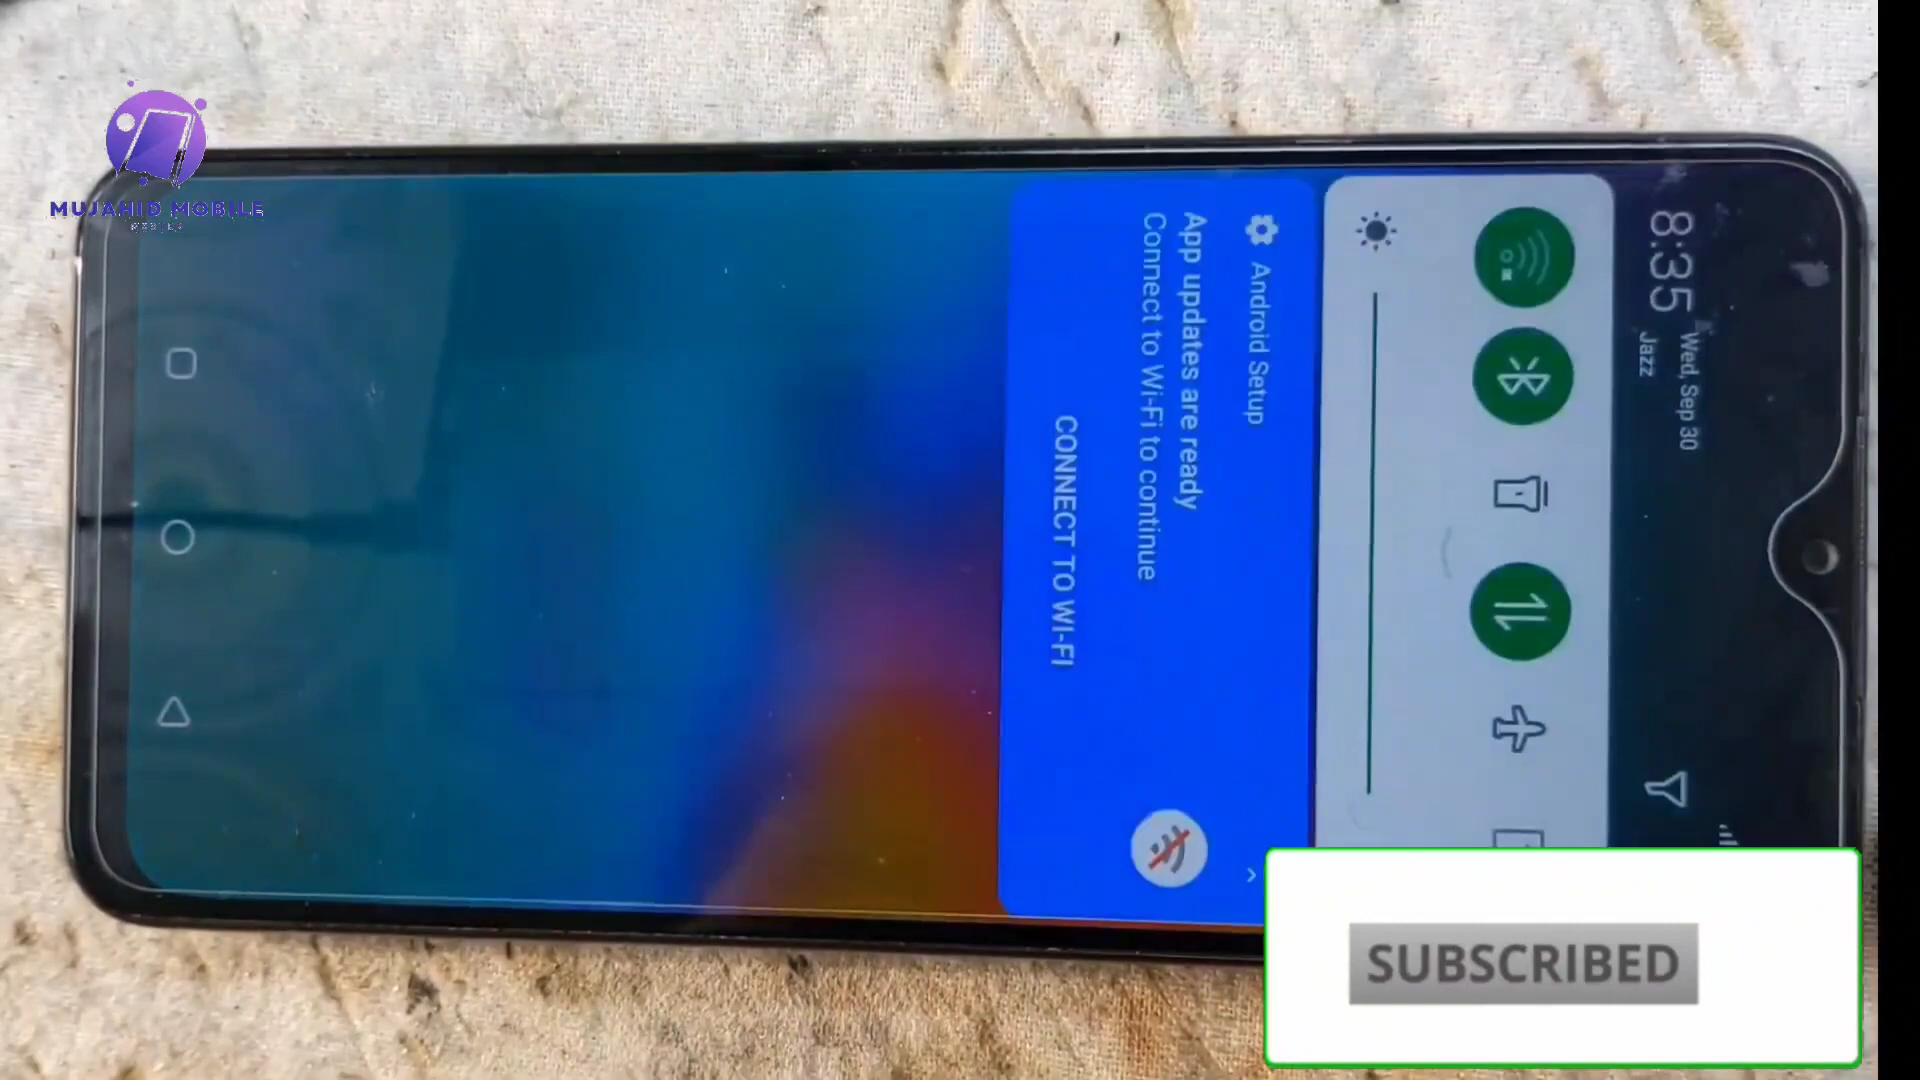 MUJAHID MOBILE
8:35
Wed, Sep 30
Jazz
Android Setup
App updates are ready
Connect to Wi-Fi to continue
CONNECT TO WI-FI
SUBSCRIBED